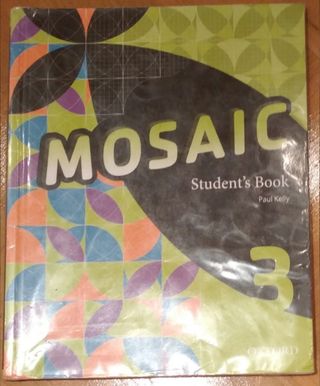 MOSAIC
Student's Book
Paul Kelly
3
OXFORD